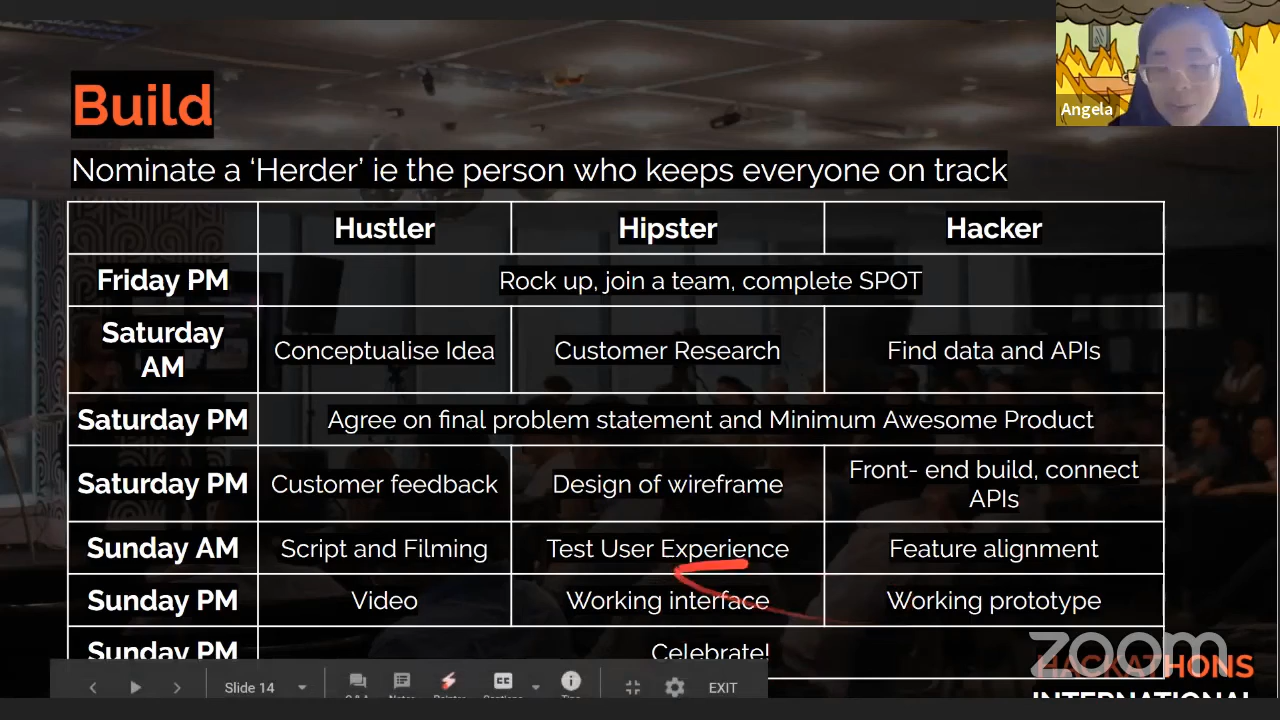 Angela
Build
Nominate a ‘Herder’ ie the person who keeps everyone on track
Hustler
Hipster
Hacker
Friday PM
Rock up, join a team, complete SPOT
Saturday
AM
Conceptualise Idea
Customer Research
Find data and APIs
Saturday PM
Agree on final problem statement and Minimum Awesome Product
Saturday PM
Customer feedback
Design of wireframe
Front- end build, connect
APIs
Sunday AM
Script and Filming
Test User Experience
Feature alignment
Sunday PM
Video
Working interface
Working prototype
Sunday PM
Celebrate!
zoom
HACKATHONS
INTERNATIONAL
Slide 14
EXIT